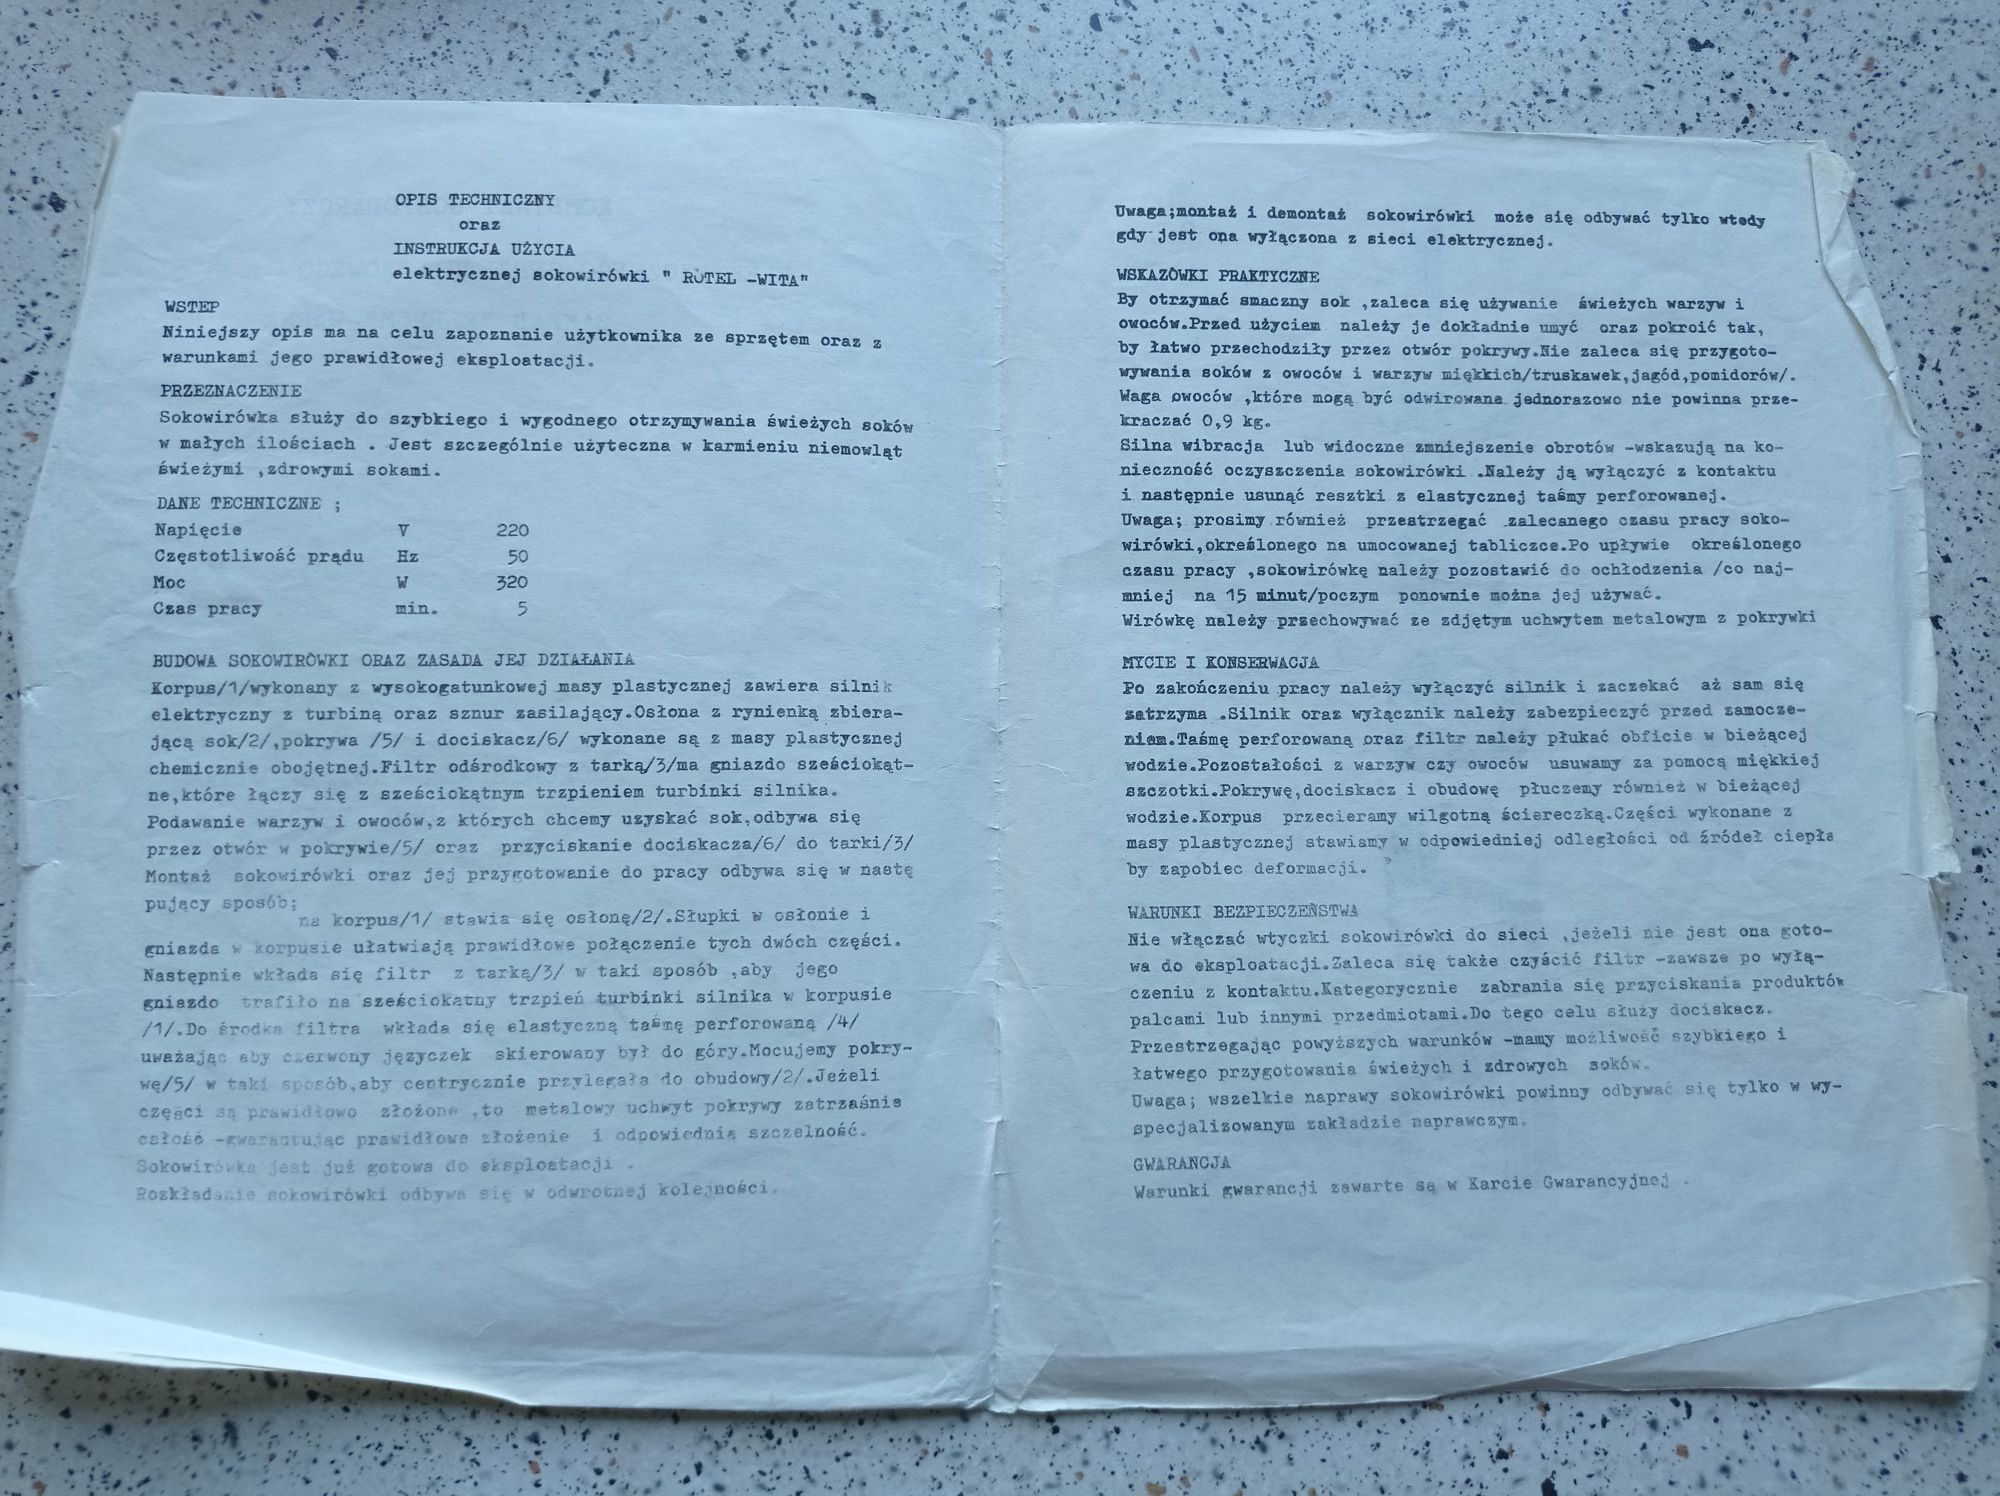 OPIS TECHNICZNY
oraz
INSTRUKCJA UŻYCIA
elektrycznej sokowirówki " ROTEL -WITA"
WSTEP
Niniejszy opis ma na celu zapoznanie użytkownika ze sprzętem oraz z
warunkami jego prawidłowej eksploatacji.
PRZEZNACZENIE
Sokowirówka służy do szybkiego i wygodnego otrzymywania świeżych soków
w małych ilościach . Jest szczególnie użyteczna w karmieniu niemowląt
świeżymi ,zdrowymi sokami.
DANE TECHNICZNE ;
Napięcie V 220
Częstotliwość prądu Hz 50
Moc W 320
Czas pracy min. 5
BUDOWA SOKOWIRÓWKI ORAZ ZASADA JEJ DZIAŁANIA
Korpus/1/wykonany z wysokogatunkowej masy plastycznej zawiera silnik
elektryczny z turbiną oraz sznur zasilający.Osłona z rynienką zbiera-
jącą sok/2/,pokrywa /5/ i dociskacz/6/ wykonane są z masy plastycznej
chemicznie obojętnej.Filtr odśrodkowy z tarką/3/ma gniazdo sześciokąt-
ne,które łączy się z sześciokątnym trzpieniem turbinki silnika.
Podawanie warzyw i owoców,z których chcemy uzyskać sok,odbywa się
przez otwór w pokrywie/5/ oraz przyciskanie dociskacza/6/ do tarki/3/
Montaż sokowirówki oraz jej przygotowanie do pracy odbywa się w nastę
pujący sposób;
na korpus/1/ stawia się osłonę/2/.Słupki w osłonie i
gniazda w korpusie ułatwiają prawidłowe połączenie tych dwóch części.
Następnie wkłada się filtr z tarką/3/ w taki sposób ,aby jego
gniazdo trafiło na sześciokątny trzpień turbinki silnika w korpusie
/1/.Do środka filtra wkłada się elastyczną taśmę perforowaną /4/
uważając aby czerwony języczek skierowany był do góry.Mocujemy pokry-
wę/5/ w taki sposób,aby centrycznie przylegała do obudowy/2/.Jeżeli
części są prawidłowo złożone ,to metalowy uchwyt pokrywy zatrzaśnie
całość -gwarantując prawidłowe złożenie i odpowiednią szczelność.
Sokowirówka jest już gotowa do eksploatacji .
Rozkładanie sokowirówki odbywa się w odwrotnej kolejności.
Uwaga;montaż i demontaż sokowirówki może się odbywać tylko wtedy
gdy jest ona wyłączona z sieci elektrycznej.
WSKAZÓWKI PRAKTYCZNE
By otrzymać smaczny sok ,zaleca się używanie świeżych warzyw i
owoców.Przed użyciem należy je dokładnie umyć oraz pokroić tak,
by łatwo przechodziły przez otwór pokrywy.Nie zaleca się przygoto-
wywania soków z owoców i warzyw miękkich/truskawek,jagód,pomidorów/.
Waga owoców ,które mogą być odwirowane jednorazowo nie powinna prze-
kraczać 0,9 kg.
Silna wibracja lub widoczne zmniejszenie obrotów -wskazują na ko-
nieczność oczyszczenia sokowirówki .Należy ją wyłączyć z kontaktu
i następnie usunąć resztki z elastycznej taśmy perforowanej.
Uwaga; prosimy również przestrzegać zalecanego czasu pracy soko-
wirówki,określonego na umocowanej tabliczce.Po upływie określonego
czasu pracy ,sokowirówkę należy pozostawić do ochłodzenia /co naj-
mniej na 15 minut/poczym ponownie można jej używać.
Wirówkę należy przechowywać ze zdjętym uchwytem metalowym z pokrywki
MYCIE I KONSERWACJA
Po zakończeniu pracy należy wyłączyć silnik i zaczekać aż sam się
zatrzyma .Silnik oraz wyłącznik należy zabezpieczyć przed zamocze-
niem.Taśmę perforowaną oraz filtr należy płukać obficie w bieżącej
wodzie.Pozostałości z warzyw czy owoców usuwamy za pomocą miękkiej
szczotki.Pokrywę,dociskacz i obudowę płuczemy również w bieżącej
wodzie.Korpus przecieramy wilgotną ściereczką.Części wykonane z
masy plastycznej stawiamy w odpowiedniej odległości od źródeł ciepła
by zapobiec deformacji.
WARUNKI BEZPIECZEŃSTWA
Nie włączać wtyczki sokowirówki do sieci ,jeżeli nie jest ona goto-
wa do eksploatacji.Zaleca się także czyścić filtr -zawsze po wyłą-
czeniu z kontaktu.Kategorycznie zabrania się przyciskania produktów
palcami lub innymi przedmiotami.Do tego celu służy dociskacz.
Przestrzegając powyższych warunków -mamy możliwość szybkiego i
łatwego przygotowania świeżych i zdrowych soków.
Uwaga; wszelkie naprawy sokowirówki powinny odbywać się tylko w wy-
specjalizowanym zakładzie naprawczym.
GWARANCJA
Warunki gwarancji zawarte są w Karcie Gwarancyjnej .